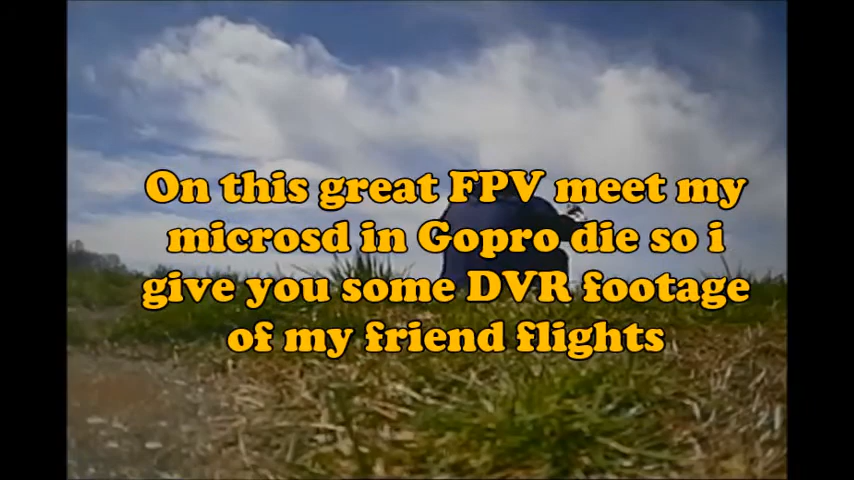 On this great FPV meet my
microsd in Gopro die so i
give you some DVR footage
of my friend flights